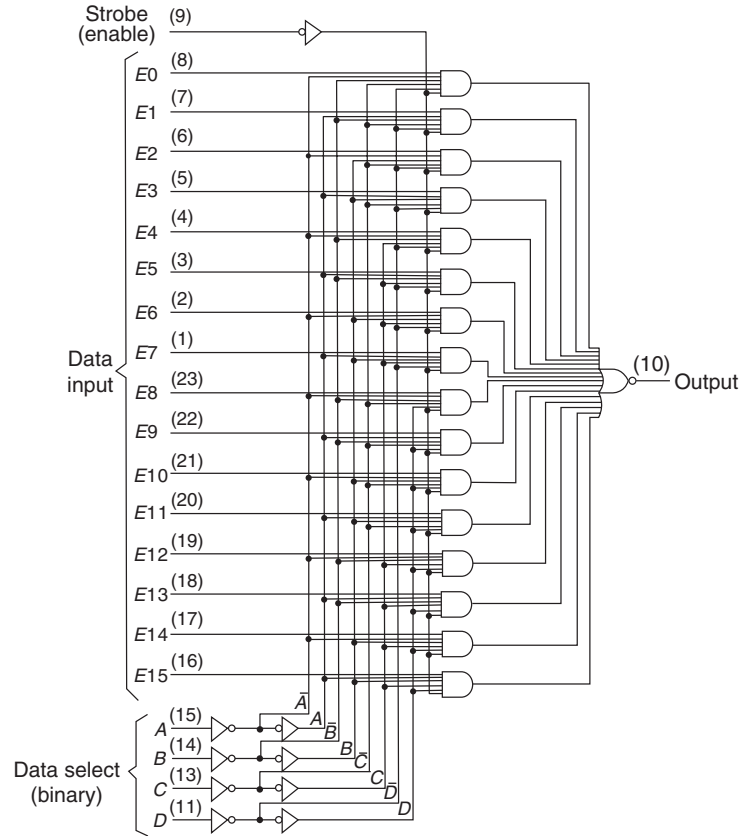 Strobe (9)
(enable)
E0 (8)
E1 (7)
E2 (6)
E3 (5)
E4 (4)
E5 (3)
E6 (2)
E7 (1)
E8 (23)
E9 (22)
E10 (21)
E11 (20)
E12 (19)
E13 (18)
E14 (17)
E15 (16)
Data
input
(10)
Output
A̅
A (15) A
B̅
B (14) B
C̅
C (13) C
D̅
D (11) D
Data select
(binary)